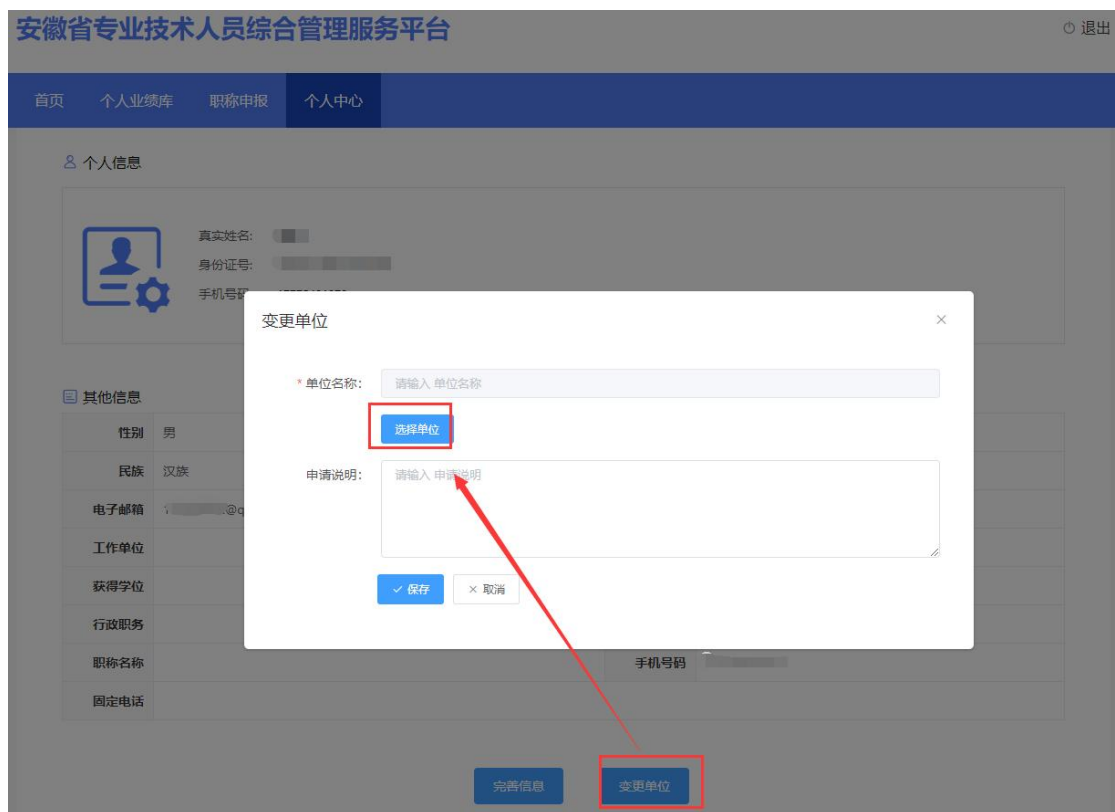 安徽省专业技术人员综合管理服务平台
退出
首页 个人业绩库 职称申报 个人中心
个人信息
真实姓名:
身份证号:
手机号码
变更单位
* 单位名称: 请输入 单位名称
选择单位
申请说明: 请输入 申请说明
保存 取消
其他信息
性别 男
民族 汉族
电子邮箱 @q
工作单位
获得学位
行政职务
职称名称 手机号码
固定电话
完善信息 变更单位